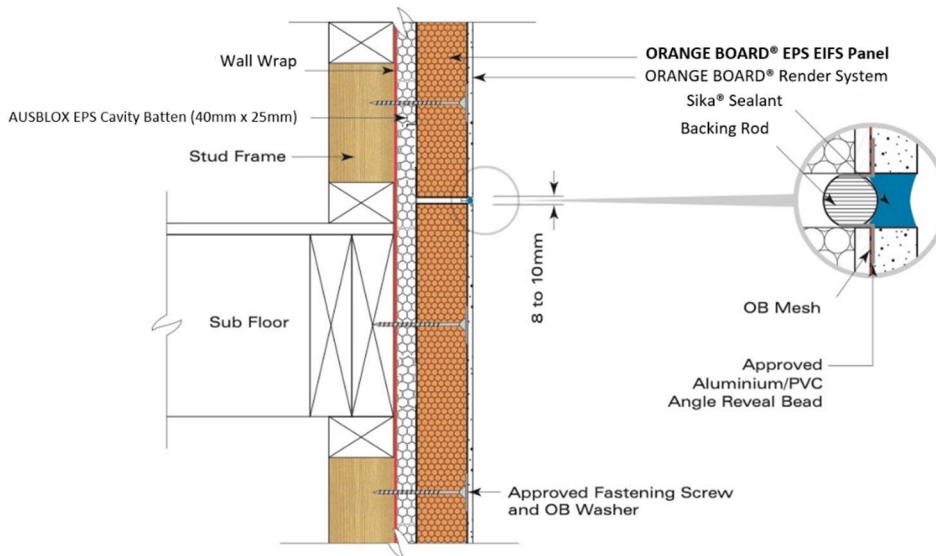 Wall Wrap
AUSBLOX EPS Cavity Batten (40mm x 25mm)
Stud Frame
Sub Floor
ORANGE BOARD® EPS EIFS Panel
ORANGE BOARD® Render System
Sika® Sealant
Backing Rod
8 to 10mm
OB Mesh
Approved
Aluminium/PVC
Angle Reveal Bead
Approved Fastening Screw
and OB Washer